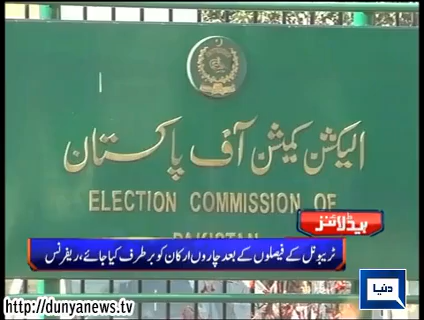 الیکشن کمیشن آف پاکستان
ELECTION COMMISSION OF
PAKISTAN
ہیڈلائنز
ٹریبونل کے فیصلوں کے بعد چاروں ارکان کو برطرف کیا جائے، ریفرنس
دنیا
http://dunyanews.tv